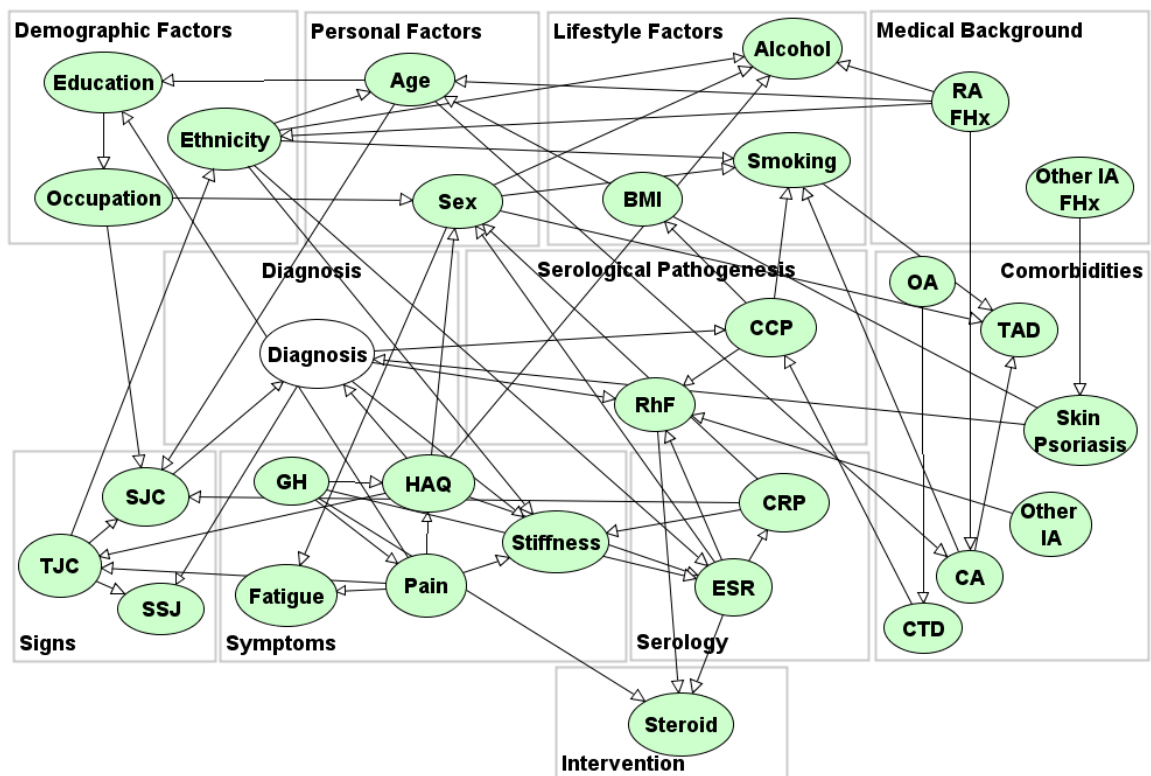 Demographic Factors
Personal Factors
Lifestyle Factors
Medical Background
Education
Age
Alcohol
RA
FHx
Ethnicity
Smoking
Other IA
FHx
Occupation
Sex
BMI
Diagnosis
Serological Pathogenesis
Comorbidities
OA
TAD
CCP
Diagnosis
RhF
Skin
Psoriasis
SJC
GH
HAQ
CRP
Other
IA
Stiffness
TJC
SSJ
Fatigue
Pain
ESR
CA
CTD
Signs
Symptoms
Serology
Steroid
Intervention